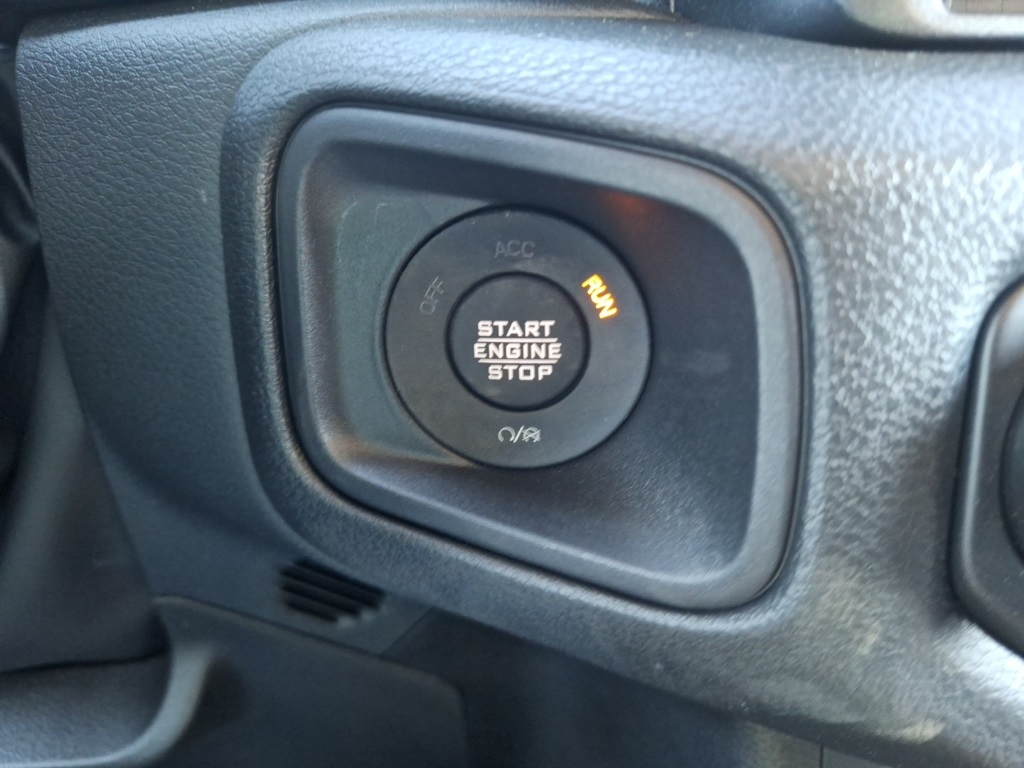 ACC
OFF
RUN
START
ENGINE
STOP